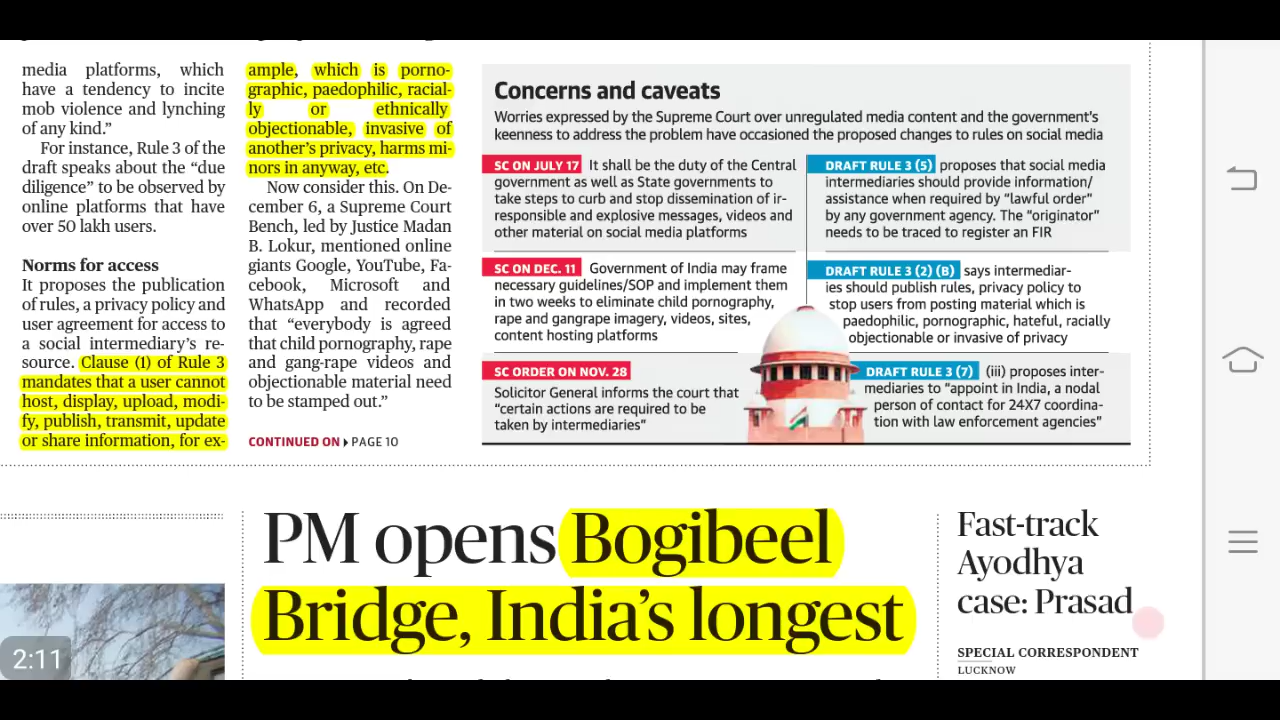 media platforms, which
have a tendency to incite
mob violence and lynching
of any kind.”
For instance, Rule 3 of the
draft speaks about the “due
diligence” to be observed by
online platforms that have
over 50 lakh users.
Norms for access
It proposes the publication
of rules, a privacy policy and
user agreement for access to
a social intermediary’s re-
source. Clause (1) of Rule 3
mandates that a user cannot
host, display, upload, modi-
fy, publish, transmit, update
or share information, for ex-
ample, which is porno-
graphic, paedophilic, racial-
ly or ethnically
objectionable, invasive of
another’s privacy, harms mi-
nors in anyway, etc.
Now consider this. On De-
cember 6, a Supreme Court
Bench, led by Justice Madan
B. Lokur, mentioned online
giants Google, YouTube, Fa-
cebook, Microsoft and
WhatsApp and recorded
that “everybody is agreed
that child pornography, rape
and gang-rape videos and
objectionable material need
to be stamped out.”
CONTINUED ON PAGE 10
Concerns and caveats
Worries expressed by the Supreme Court over unregulated media content and the government’s
keenness to address the problem have occasioned the proposed changes to rules on social media
SC ON JULY 17 It shall be the duty of the Central
government as well as State governments to
take steps to curb and stop dissemination of ir-
responsible and explosive messages, videos and
other material on social media platforms
SC ON DEC. 11 Government of India may frame
necessary guidelines/SOP and implement them
in two weeks to eliminate child pornography,
rape and gangrape imagery, videos, sites,
content hosting platforms
SC ORDER ON NOV. 28
Solicitor General informs the court that
“certain actions are required to be
taken by intermediaries”
DRAFT RULE 3 (5) proposes that social media
intermediaries should provide information/
assistance when required by “lawful order”
by any government agency. The “originator”
needs to be traced to register an FIR
DRAFT RULE 3 (2) (B) says intermediar-
ies should publish rules, privacy policy to
stop users from posting material which is
paedophilic, pornographic, hateful, racially
objectionable or invasive of privacy
DRAFT RULE 3 (7) (iii) proposes inter-
mediaries to “appoint in India, a nodal
person of contact for 24X7 coordina-
tion with law enforcement agencies”
PM opens Bogibeel
Bridge, India’s longest
Fast-track
Ayodhya
case: Prasad
SPECIAL CORRESPONDENT
LUCKNOW
2:11